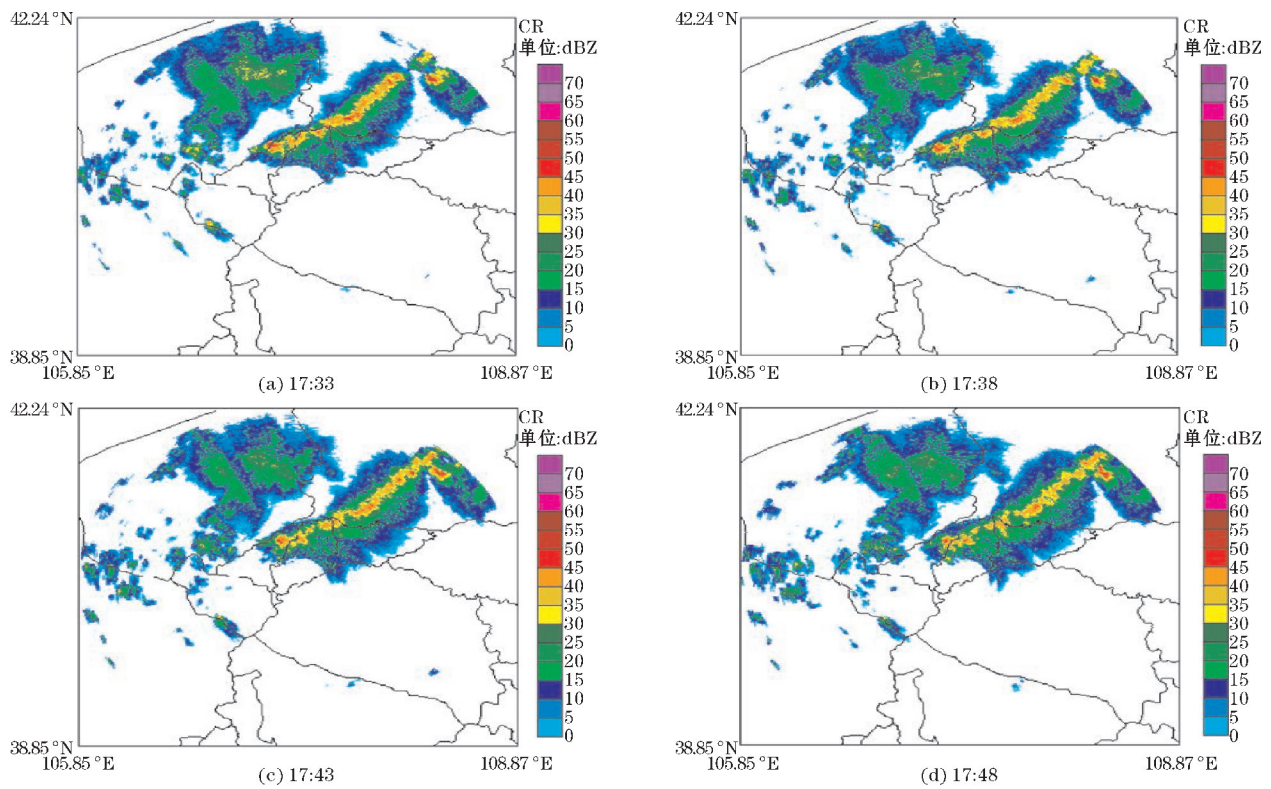 42.24 °N
CR
单位:dBZ
70
65
60
55
50
45
40
35
30
25
20
15
10
5
0
38.85 °N
105.85 °E
108.87 °E
(a) 17:33
42.24 °N
CR
单位:dBZ
70
65
60
55
50
45
40
35
30
25
20
15
10
5
0
38.85 °N
105.85 °E
108.87 °E
(b) 17:38
42.24 °N
CR
单位:dBZ
70
65
60
55
50
45
40
35
30
25
20
15
10
5
0
38.85 °N
105.85 °E
108.87 °E
(c) 17:43
42.24 °N
CR
单位:dBZ
70
65
60
55
50
45
40
35
30
25
20
15
10
5
0
38.85 °N
105.85 °E
108.87 °E
(d) 17:48